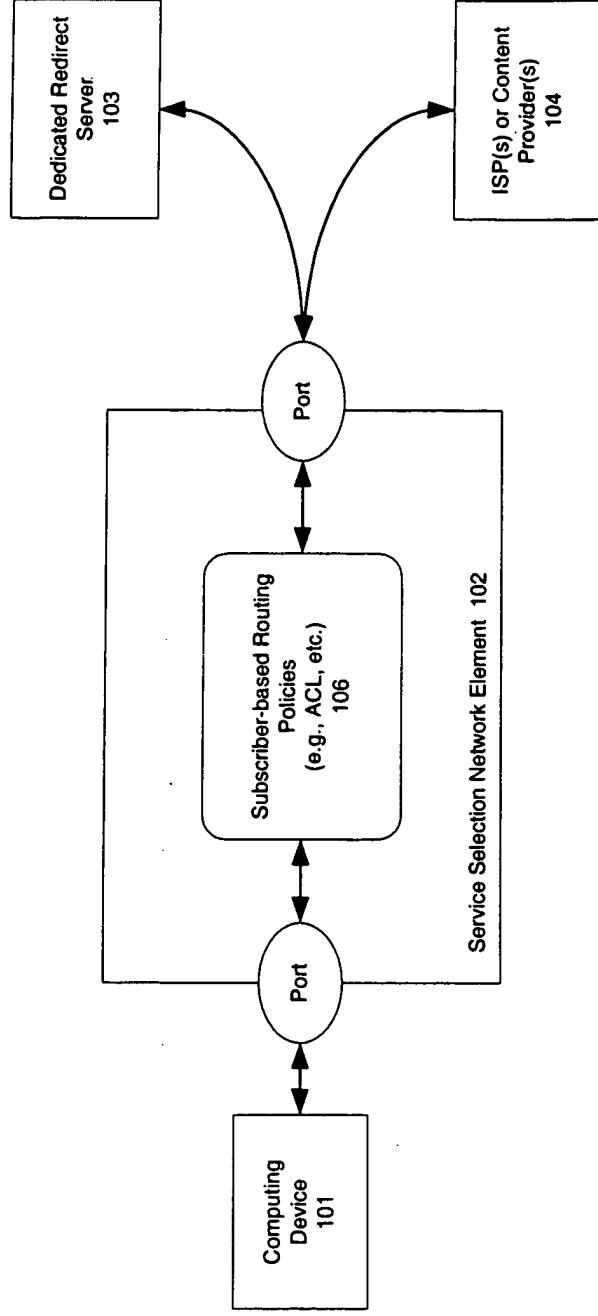 Computing
Device
101
Port
Subscriber-based Routing
Policies
(e.g., ACL, etc.)
106
Service Selection Network Element 102
Port
Dedicated Redirect
Server.
103
ISP(s) or Content
Provider(s)
104